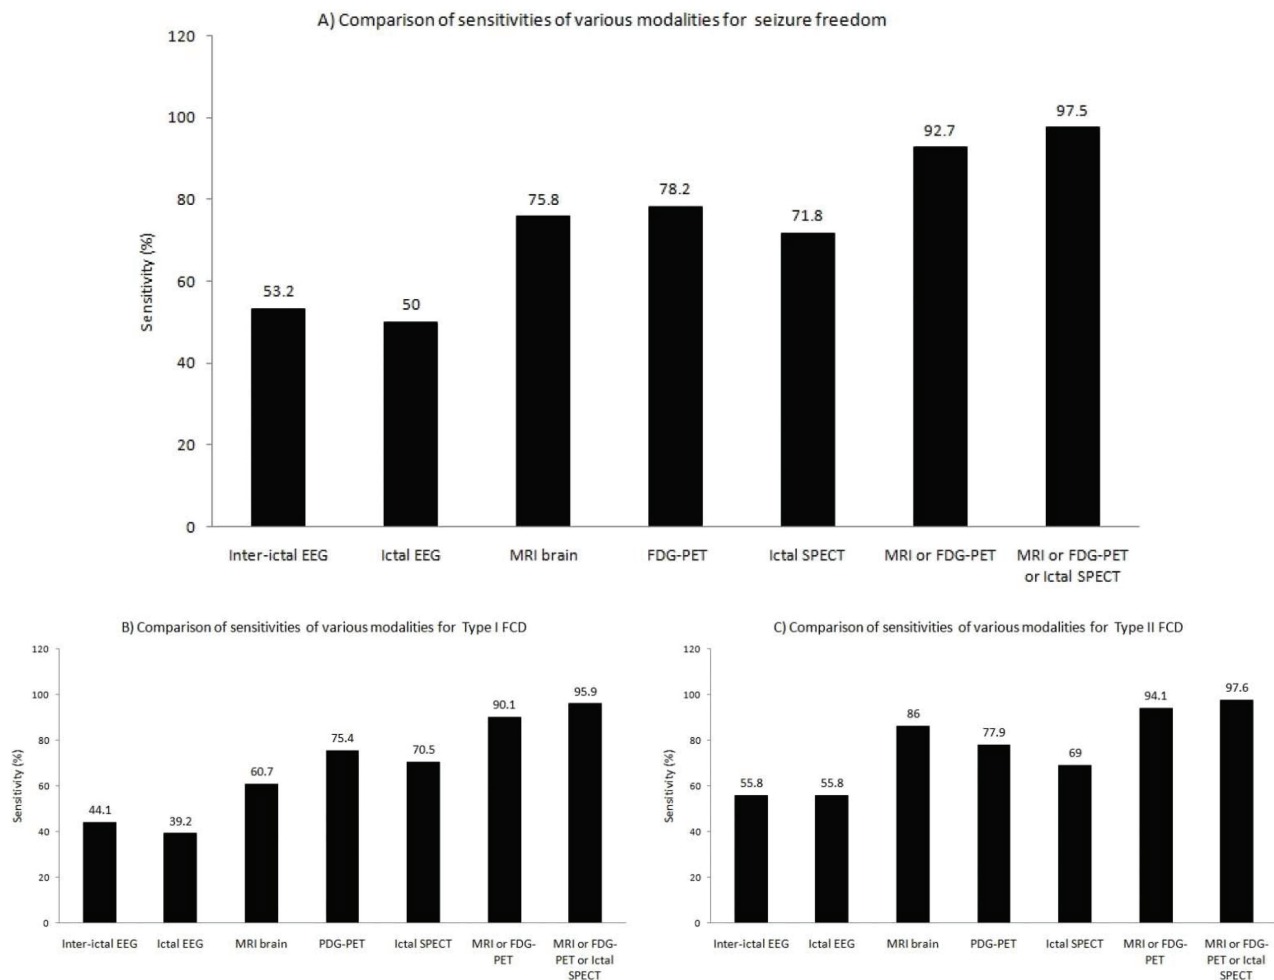 A) Comparison of sensitivities of various modalities for seizure freedom
120
100
80
60
40
20
0
Sensitivity (%)
53.2
50
75.8
78.2
71.8
92.7
97.5
Inter-ictal EEG
Ictal EEG
MRI brain
FDG-PET
Ictal SPECT
MRI or FDG-PET
MRI or FDG-PET
or Ictal SPECT
B) Comparison of sensitivities of various modalities for Type I FCD
120
100
80
60
40
20
0
Sensitivity (%)
44.1
39.2
60.7
75.4
70.5
90.1
95.9
Inter-ictal EEG
Ictal EEG
MRI brain
PDG-PET
Ictal SPECT
MRI or FDG-
PET
MRI or FDG-
PET or Ictal
SPECT
C) Comparison of sensitivities of various modalities for Type II FCD
120
100
80
60
40
20
0
Sensitivity (%)
55.8
55.8
86
77.9
69
94.1
97.6
Inter-ictal EEG
Ictal EEG
MRI brain
PDG-PET
Ictal SPECT
MRI or FDG-
PET
MRI or FDG-
PET or Ictal
SPECT